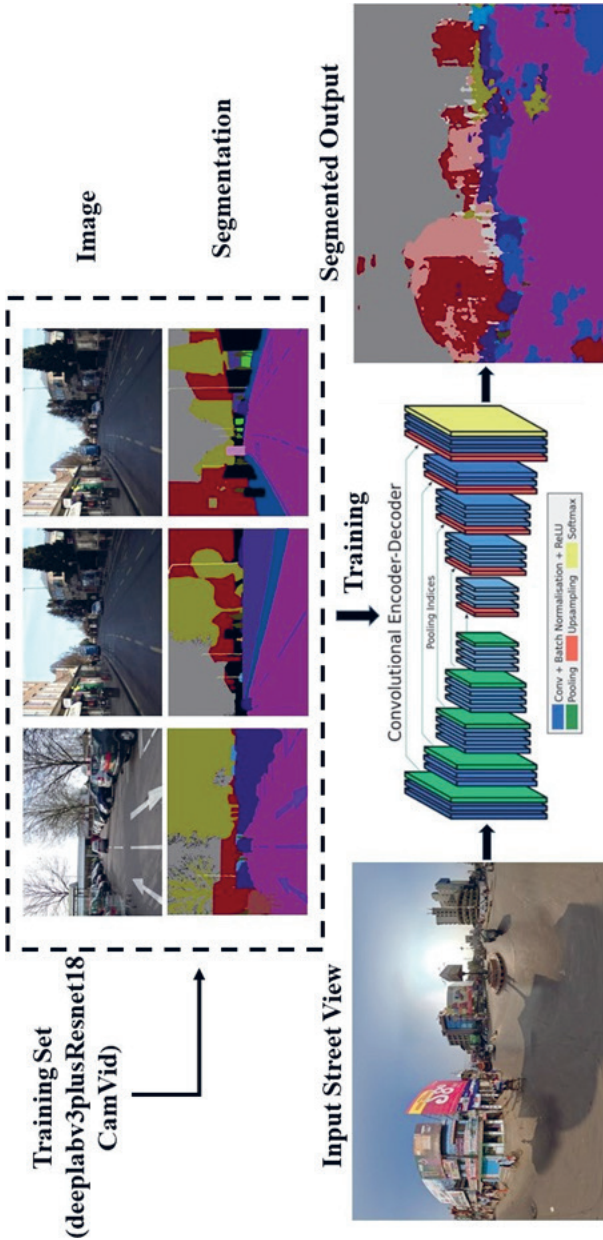 Training Set
(deeplabv3plusResnet18
CamVid)
Image
Segmentation
Training
Input Street View
Convolutional Encoder-Decoder
Pooling Indices
Conv + Batch Normalisation + ReLU
Pooling
Upsampling
Softmax
Segmented Output